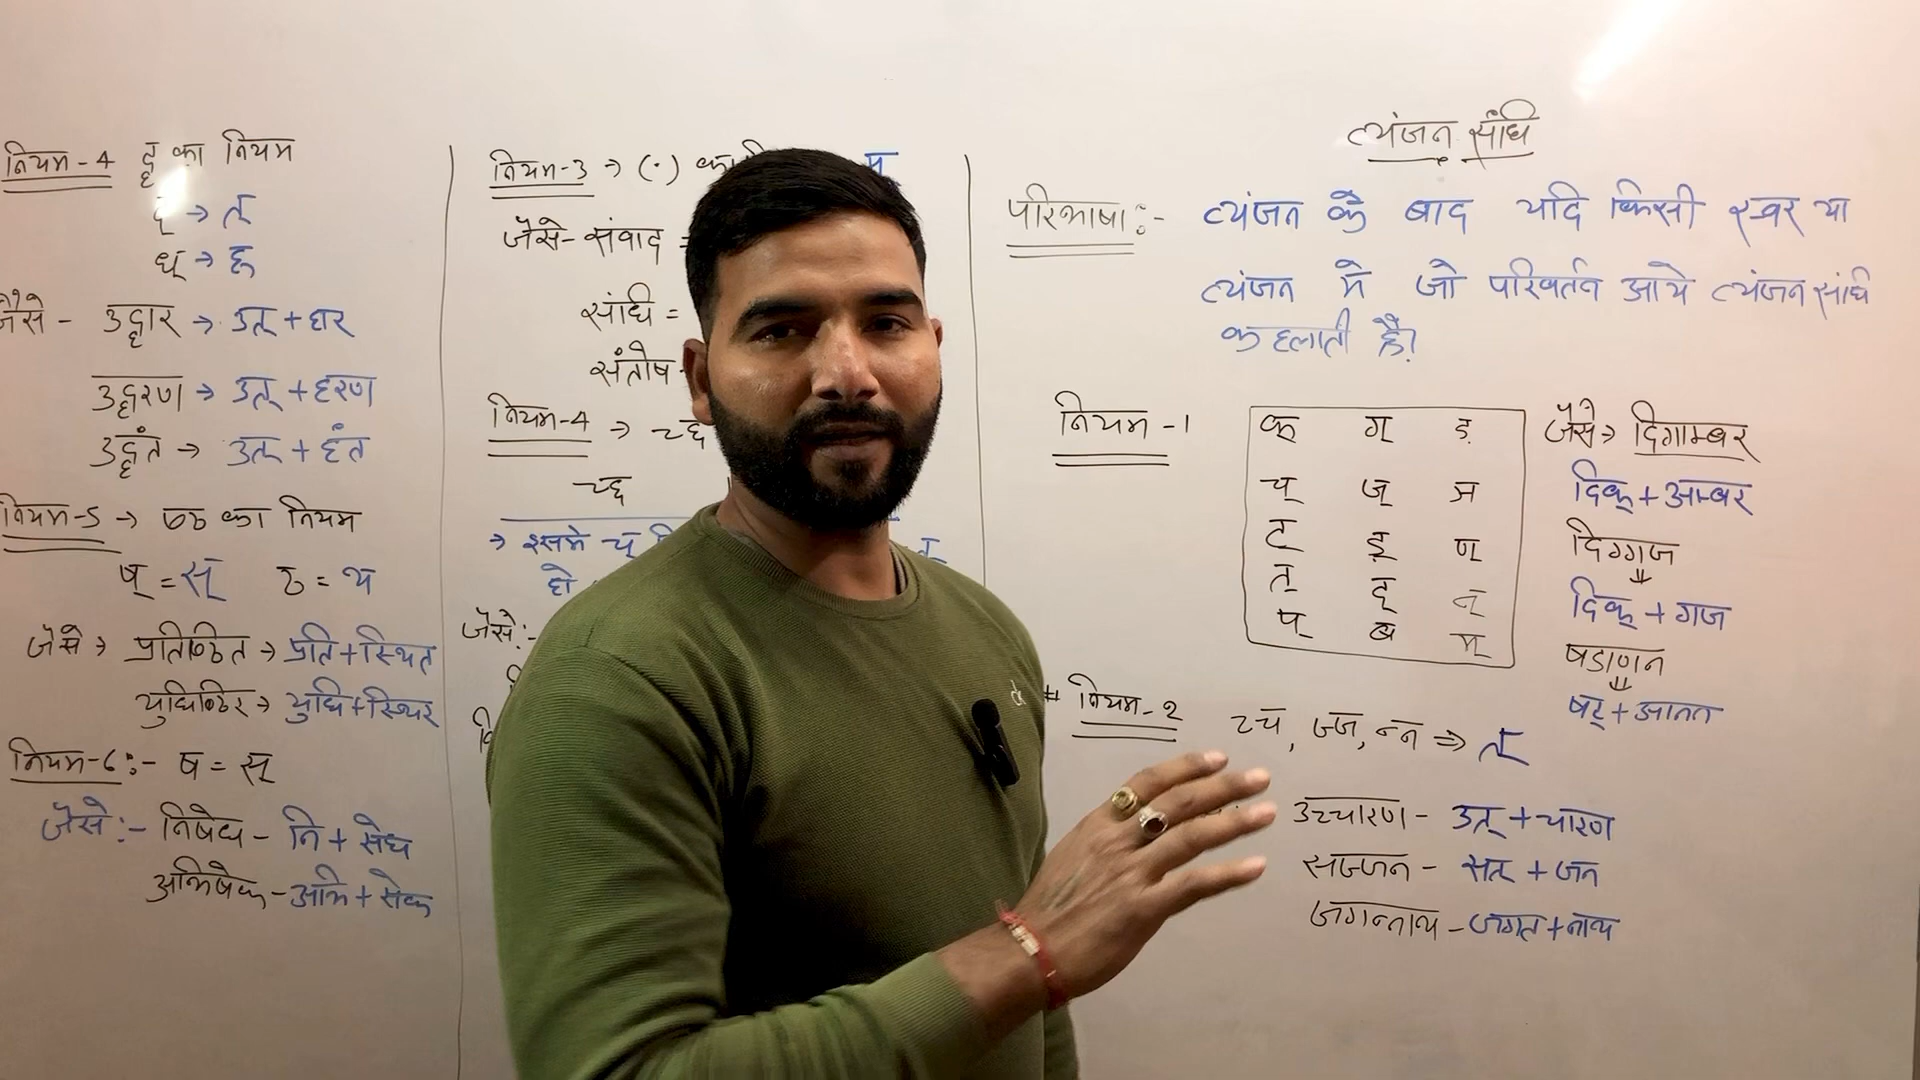 व्यंजन संधि
परिभाषा:- व्यंजन के बाद यदि किसी स्वर या
व्यंजन मे जो परिवर्तन आये व्यंजन संधि
कहलाती है।
नियम-1
क् ग् ङ
च् ज् ञ
ट् ड् ण्
त् द् न्
प् ब म्
जैसे→ दिगाम्बर
दिक् + आम्बर
दिग्गज
⇓
दिक् + गज
षडाणन
⇓
षट् + आनन
# नियम-2 च्च, ज्ज, न्न ⇒ त्
उच्चारण - उत् + चारण
सज्जन - सत् + जन
जगन्नाथ - जगत + नाथ
नियम-3 → (·) का म्
जैसे- संवाद =
संधि =
संतोष -
नियम-4 → च्छ
च्छ
→ इसमे च् त्
हो
जैसे:-
नियम-4 द्ध का नियम
द् → त्
ध् → ह्
जैसे - उद्धार → उत् + हार
उद्धरण → उत् + हरण
उद्धंत → उत् + हंत
नियम-5 → ष्ठ का नियम
ष् = स् ठ = थ
जैसे → प्रतिष्ठित → प्रति + स्थित
युधिष्ठिर → युधि + स्थिर
नियम-6:- ष = स्
जैसे:- निषेध - नि + सेध
अभिषेक - अभि + सेक